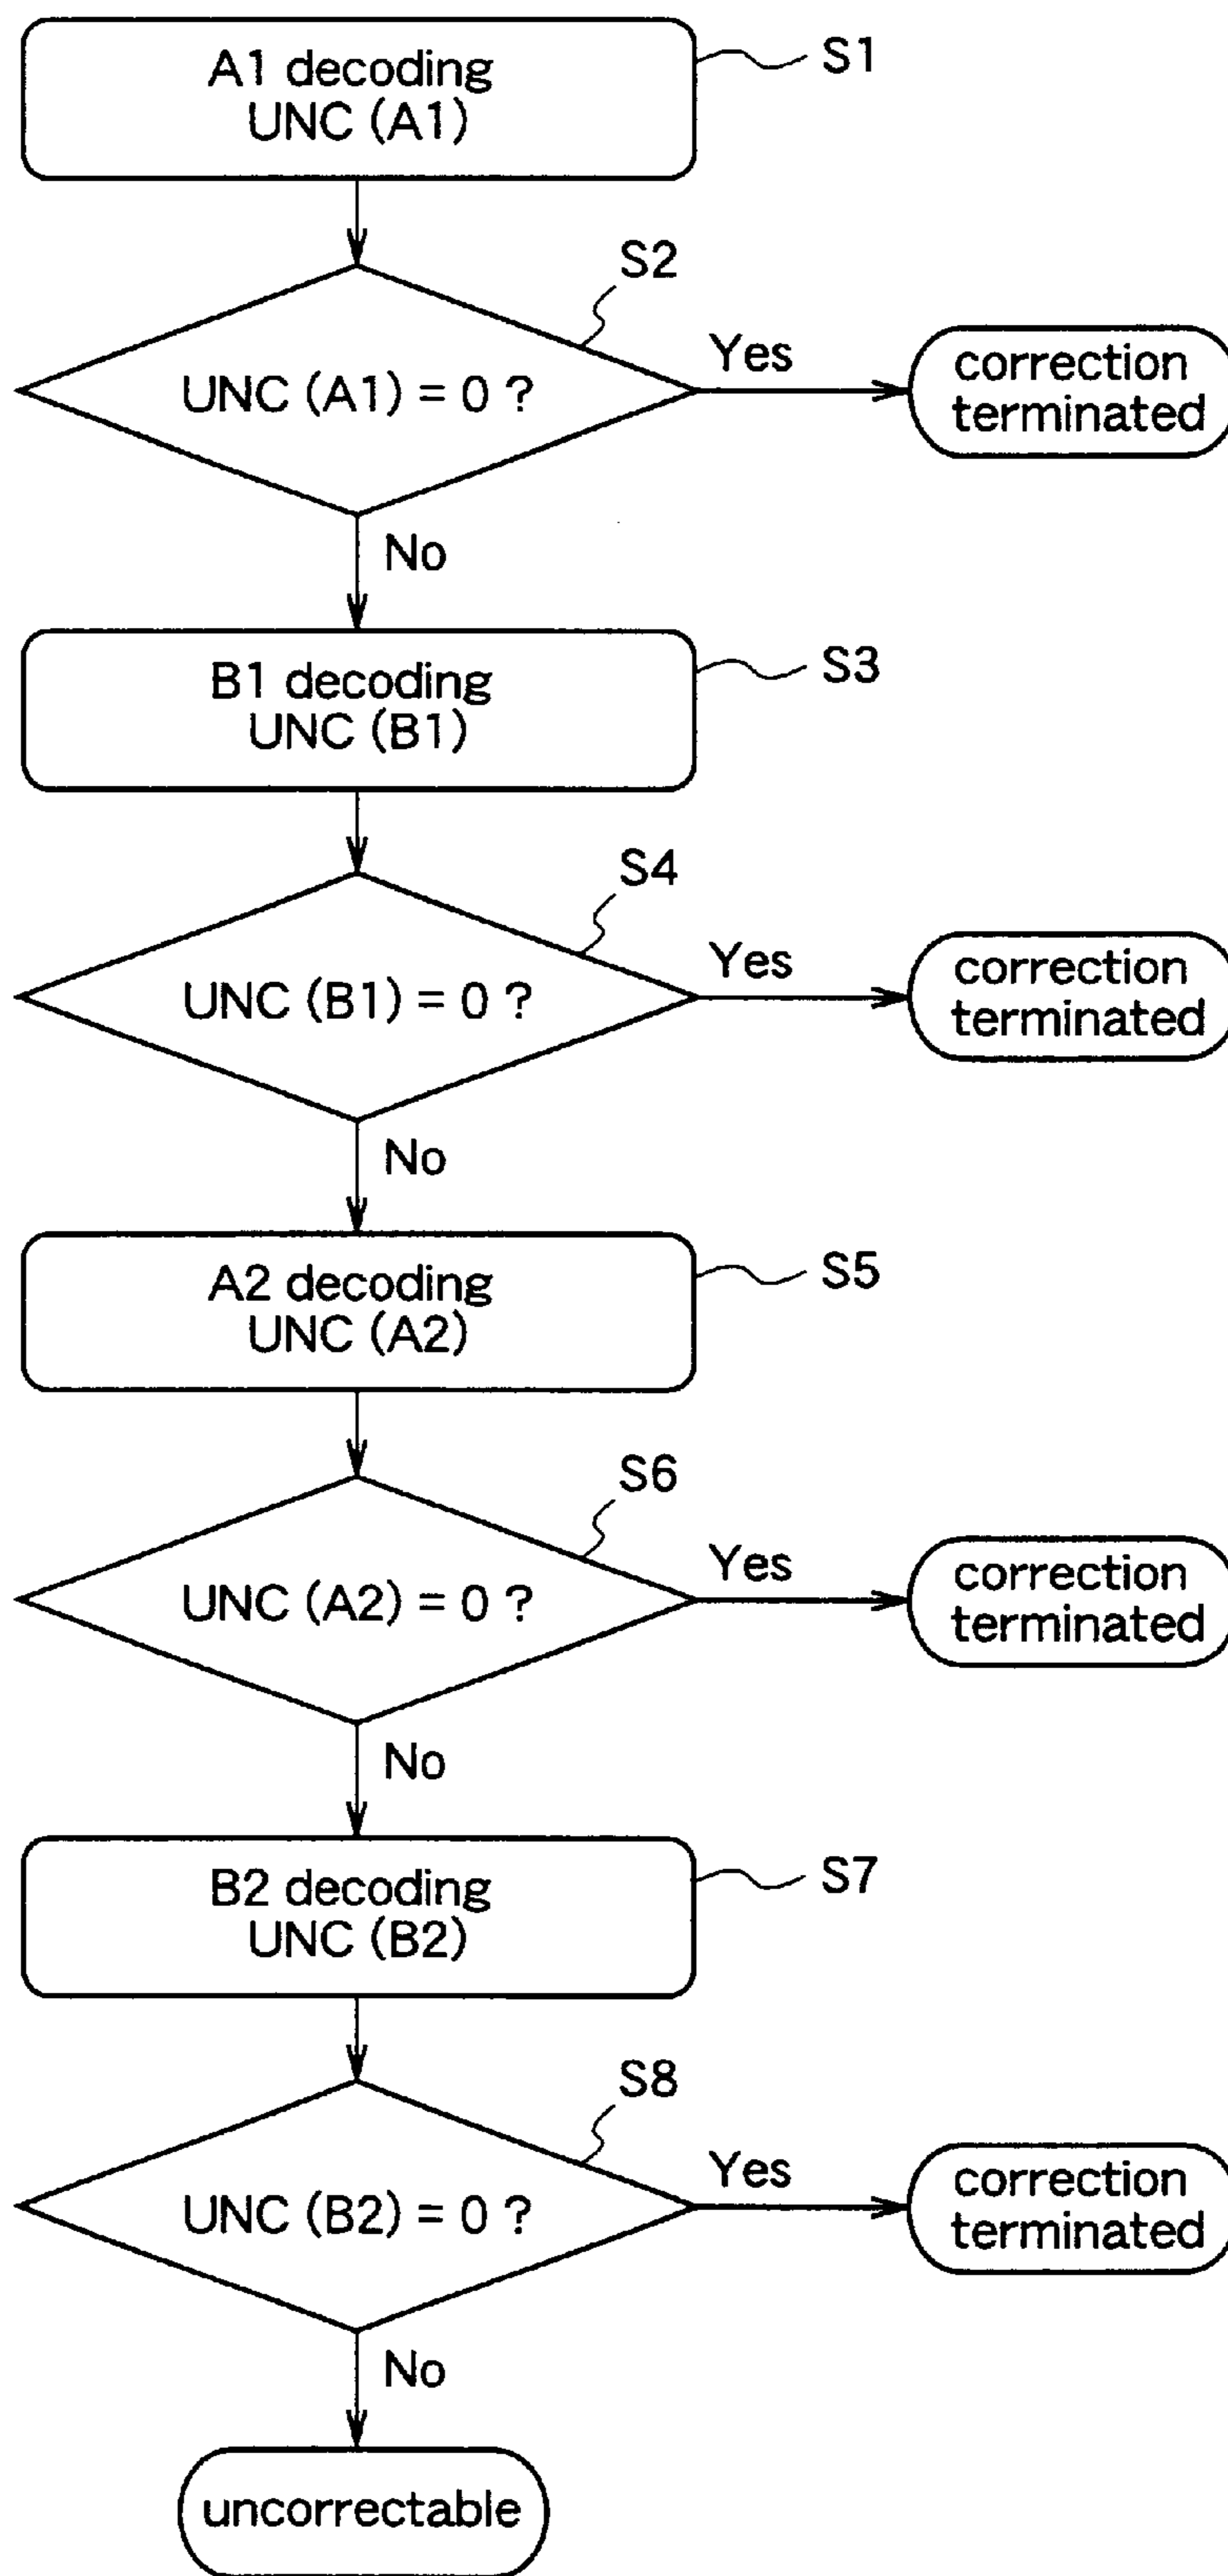 A1 decoding
UNC (A1)
S1
S2
UNC (A1) = 0 ?
Yes
correction
terminated
No
B1 decoding
UNC (B1)
S3
S4
UNC (B1) = 0 ?
Yes
correction
terminated
No
A2 decoding
UNC (A2)
S5
S6
UNC (A2) = 0 ?
Yes
correction
terminated
No
B2 decoding
UNC (B2)
S7
S8
UNC (B2) = 0 ?
Yes
correction
terminated
No
uncorrectable